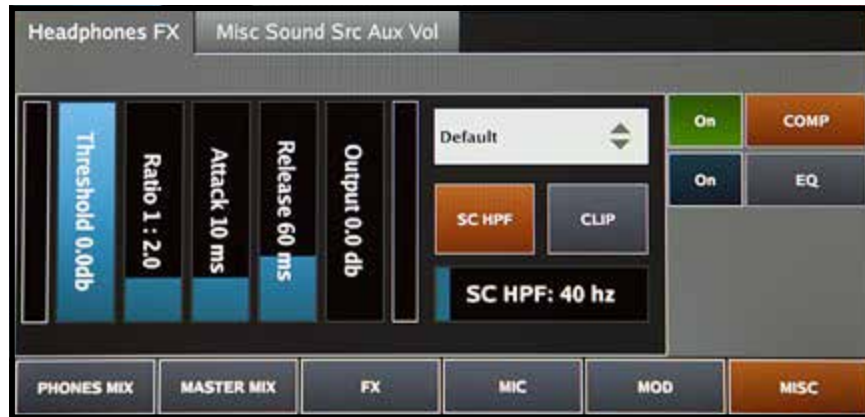 Headphones FX
Misc Sound Src Aux Vol
Threshold 0.0db
Ratio 1 : 2.0
Attack 10 ms
Release 60 ms
Output 0.0 db
Default
SC HPF
CLIP
SC HPF: 40 hz
On
COMP
On
EQ
PHONES MIX
MASTER MIX
FX
MIC
MOD
MISC